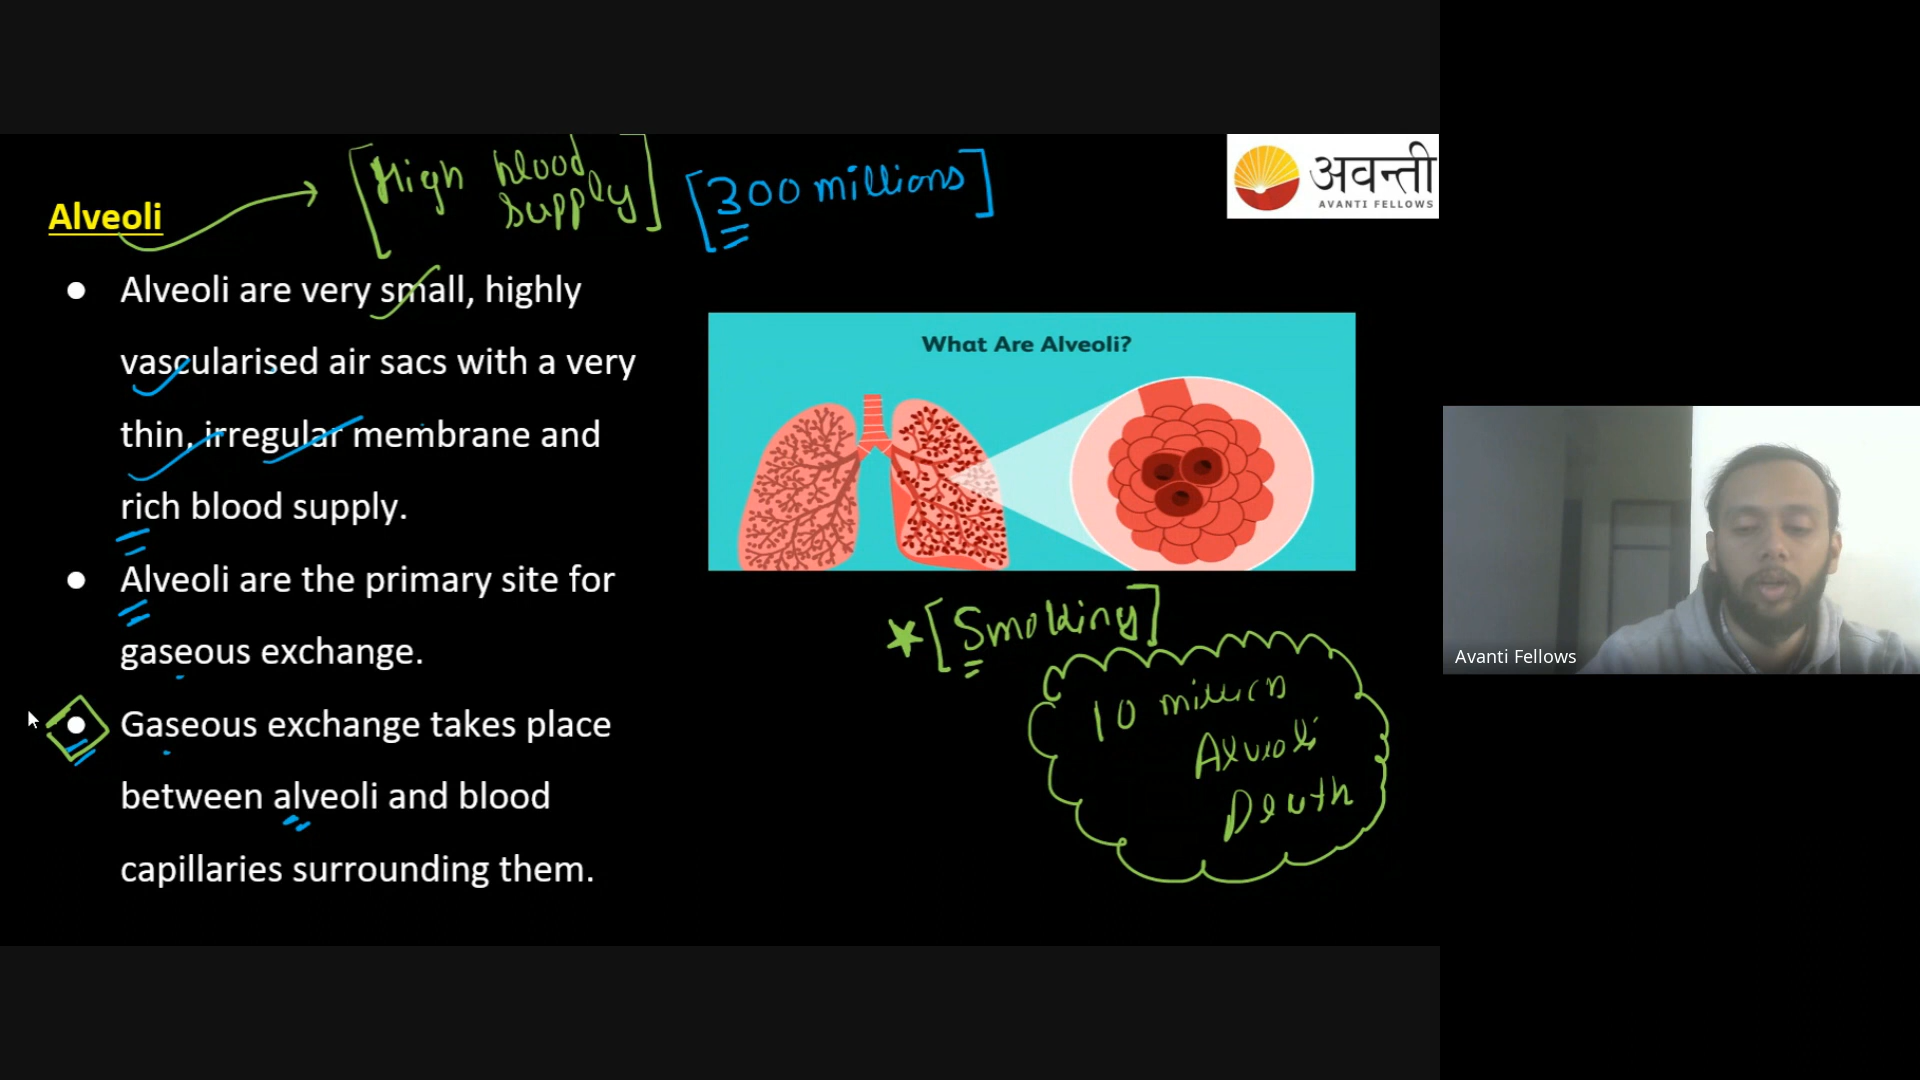 [High blood supply]
[300 millions]
अवन्ती
AVANTI FELLOWS
Alveoli
● Alveoli are very small, highly
vascularised air sacs with a very
thin, irregular membrane and
rich blood supply.
● Alveoli are the primary site for
gaseous exchange.
● Gaseous exchange takes place
between alveoli and blood
capillaries surrounding them.
What Are Alveoli?
[Smoking]
10 million
Alveoli
Death
Avanti Fellows